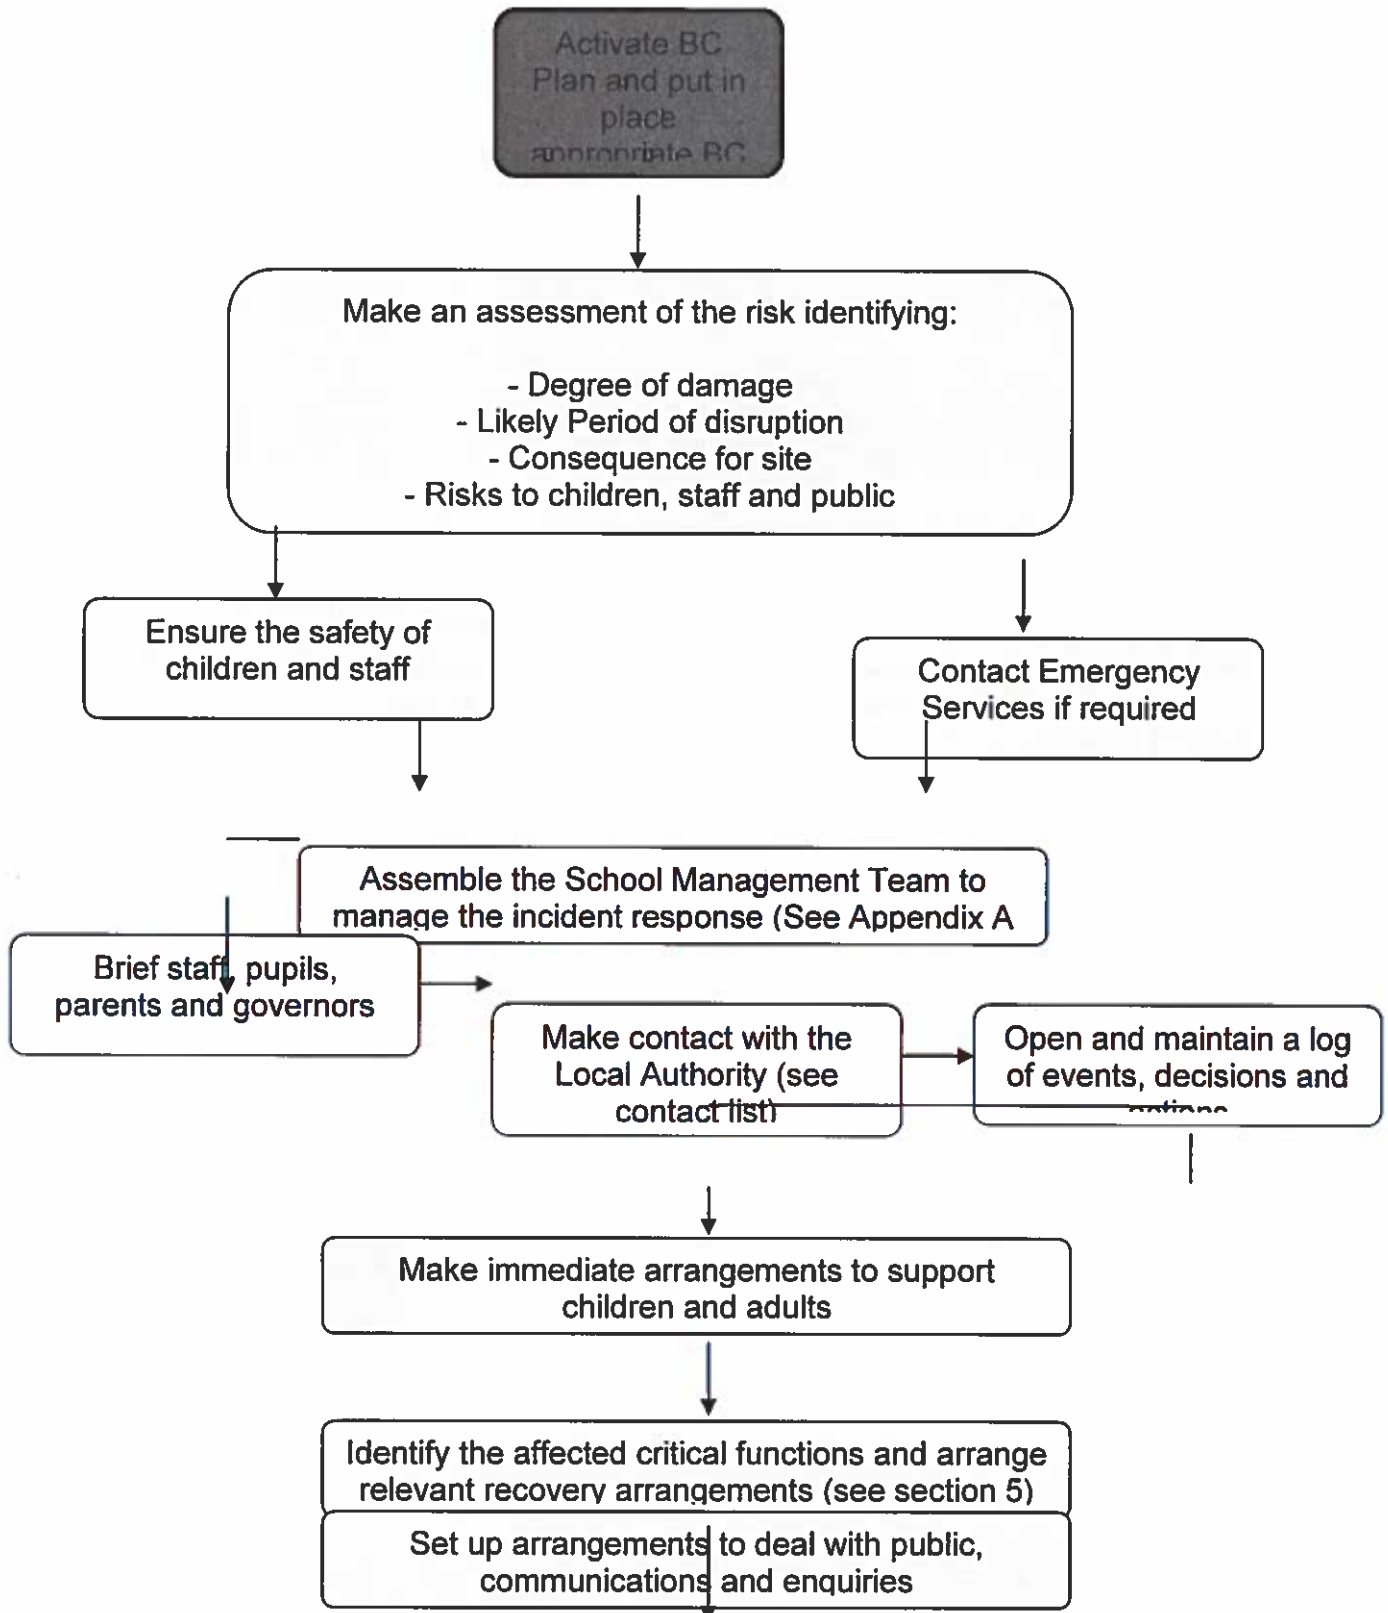 Activate BC
Plan and put in
place
appropriate BC
Make an assessment of the risk identifying:
- Degree of damage
- Likely Period of disruption
- Consequence for site
- Risks to children, staff and public
Ensure the safety of
children and staff
Contact Emergency
Services if required
Assemble the School Management Team to
manage the incident response (See Appendix A
Brief staff, pupils,
parents and governors
Make contact with the
Local Authority (see
contact list)
Open and maintain a log
of events, decisions and
actions
Make immediate arrangements to support
children and adults
Identify the affected critical functions and arrange
relevant recovery arrangements (see section 5)
Set up arrangements to deal with public,
communications and enquiries